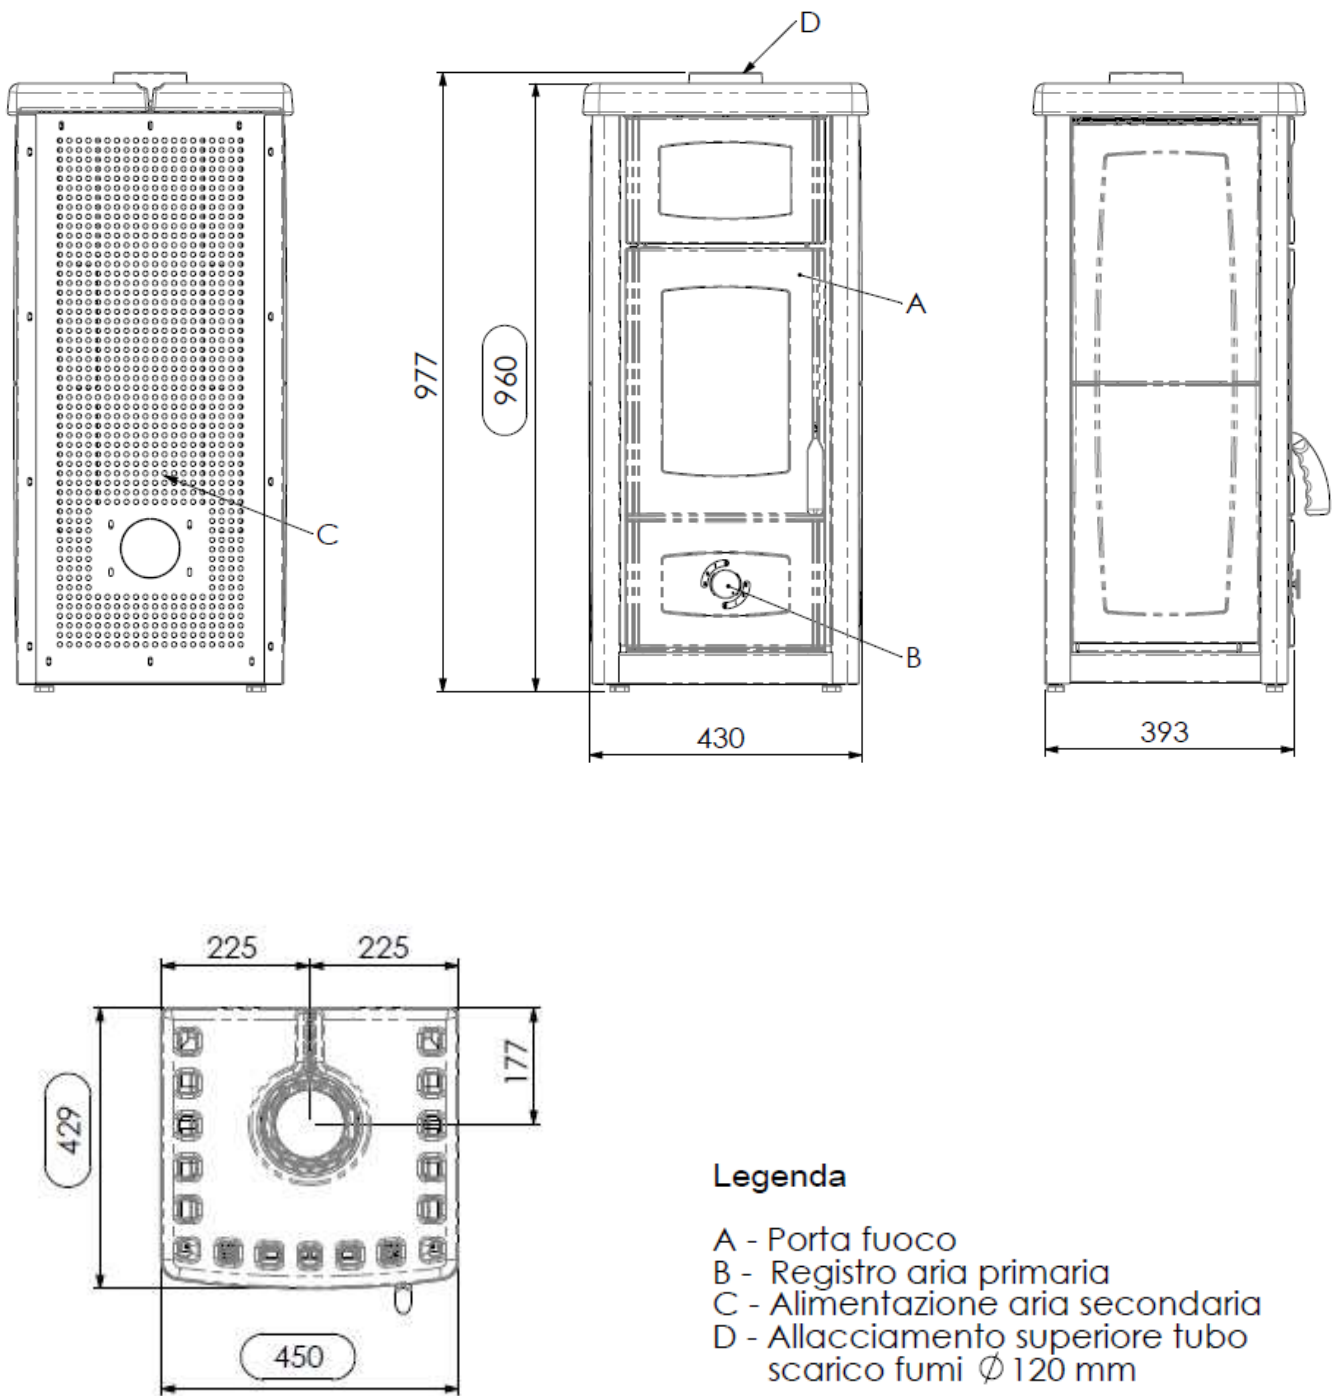 D
A
977
960
C
B
430
393
225 225
177
429
450
Legenda
A - Porta fuoco
B - Registro aria primaria
C - Alimentazione aria secondaria
D - Allacciamento superiore tubo
scarico fumi ∅ 120 mm